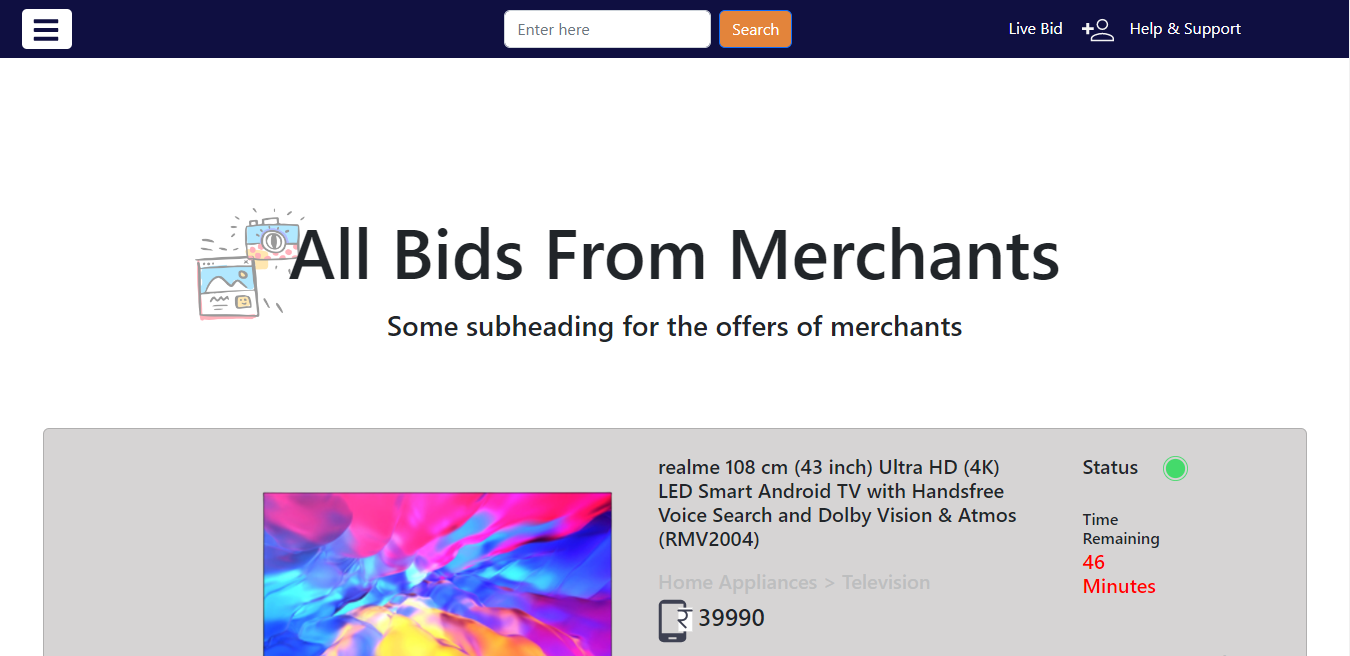 Enter here
Search
Live Bid
Help & Support
All Bids From Merchants
Some subheading for the offers of merchants
realme 108 cm (43 inch) Ultra HD (4K)
LED Smart Android TV with Handsfree
Voice Search and Dolby Vision & Atmos
(RMV2004)
Home Appliances > Television
₹ 39990
Status
Time
Remaining
46
Minutes